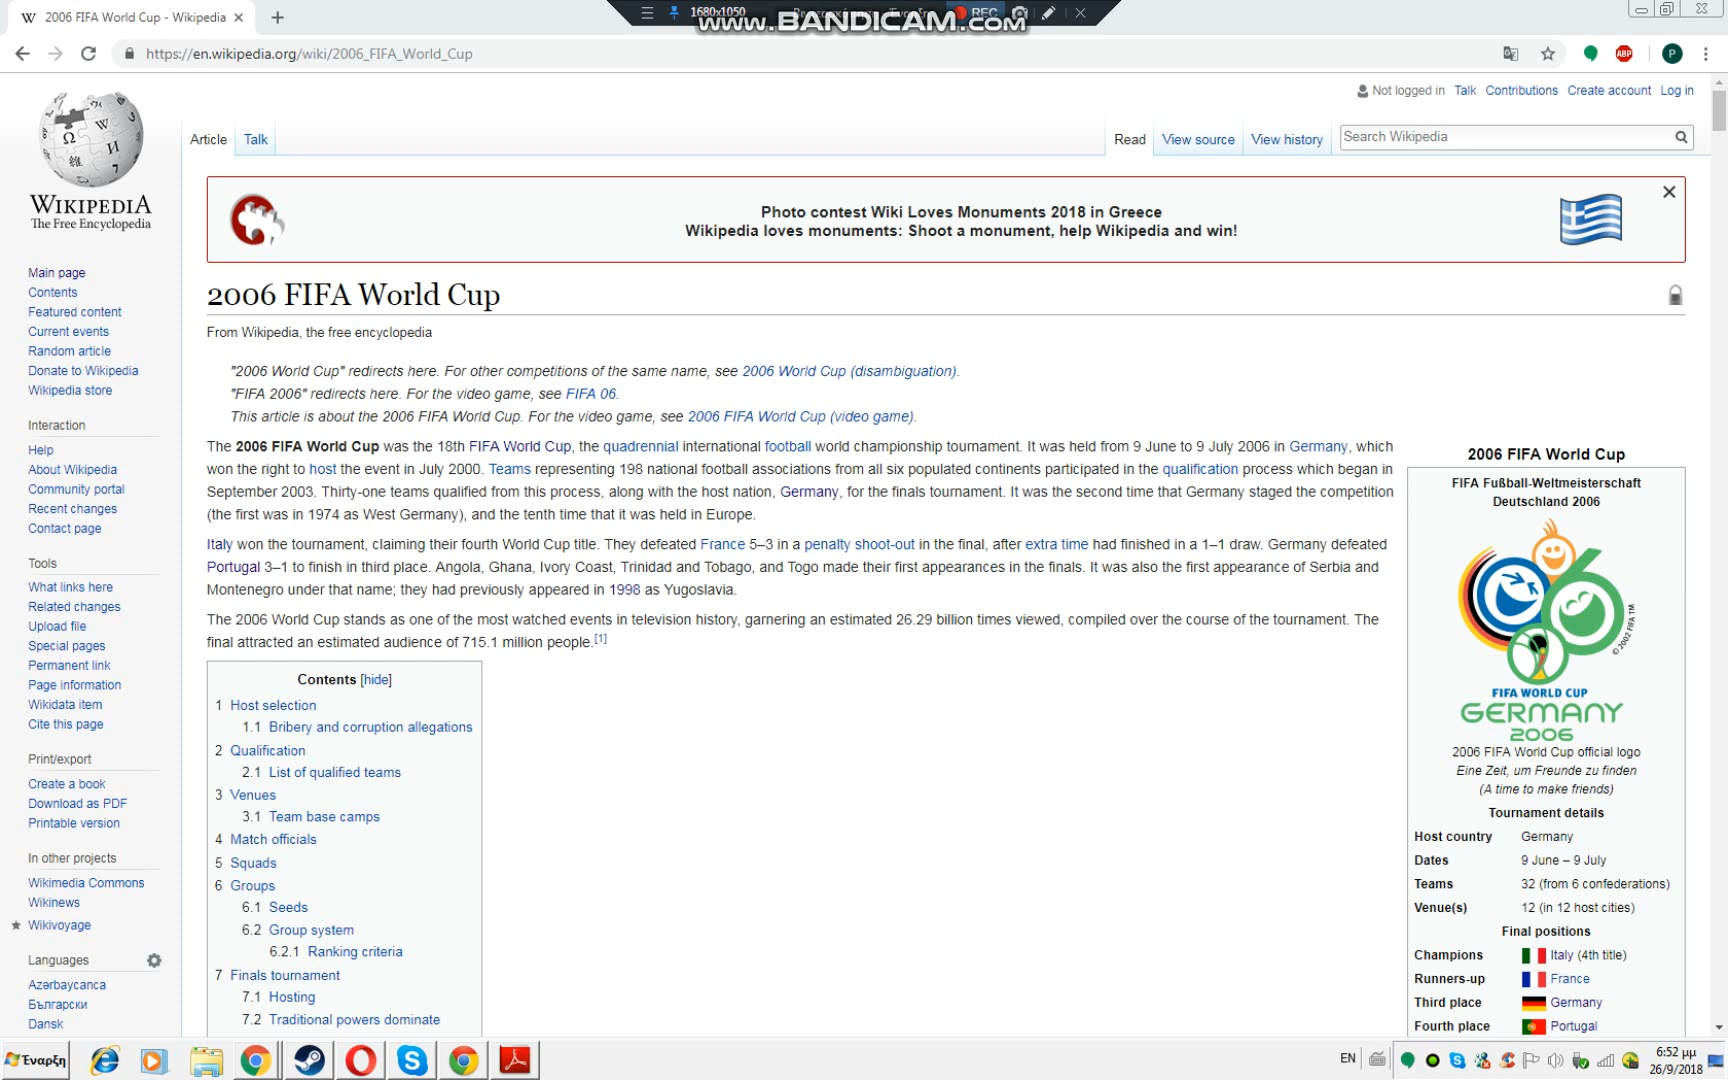 2006 FIFA World Cup - Wikipedia
1680x1050
REC
www.BANDICAM.com
https://en.wikipedia.org/wiki/2006_FIFA_World_Cup
ABP
P
Not logged in Talk Contributions Create account Log in
WIKIPEDIA
The Free Encyclopedia
Article Talk
Read View source View history
Search Wikipedia
Photo contest Wiki Loves Monuments 2018 in Greece
Wikipedia loves monuments: Shoot a monument, help Wikipedia and win!
Main page
Contents
Featured content
Current events
Random article
Donate to Wikipedia
Wikipedia store
Interaction
Help
About Wikipedia
Community portal
Recent changes
Contact page
Tools
What links here
Related changes
Upload file
Special pages
Permanent link
Page information
Wikidata item
Cite this page
Print/export
Create a book
Download as PDF
Printable version
In other projects
Wikimedia Commons
Wikinews
Wikivoyage
Languages
Azərbaycanca
Български
Dansk
2006 FIFA World Cup
From Wikipedia, the free encyclopedia
"2006 World Cup" redirects here. For other competitions of the same name, see 2006 World Cup (disambiguation).
"FIFA 2006" redirects here. For the video game, see FIFA 06.
This article is about the 2006 FIFA World Cup. For the video game, see 2006 FIFA World Cup (video game).
The 2006 FIFA World Cup was the 18th FIFA World Cup, the quadrennial international football world championship tournament. It was held from 9 June to 9 July 2006 in Germany, which
won the right to host the event in July 2000. Teams representing 198 national football associations from all six populated continents participated in the qualification process which began in
September 2003. Thirty-one teams qualified from this process, along with the host nation, Germany, for the finals tournament. It was the second time that Germany staged the competition
(the first was in 1974 as West Germany), and the tenth time that it was held in Europe.
Italy won the tournament, claiming their fourth World Cup title. They defeated France 5–3 in a penalty shoot-out in the final, after extra time had finished in a 1–1 draw. Germany defeated
Portugal 3–1 to finish in third place. Angola, Ghana, Ivory Coast, Trinidad and Tobago, and Togo made their first appearances in the finals. It was also the first appearance of Serbia and
Montenegro under that name; they had previously appeared in 1998 as Yugoslavia.
The 2006 World Cup stands as one of the most watched events in television history, garnering an estimated 26.29 billion times viewed, compiled over the course of the tournament. The
final attracted an estimated audience of 715.1 million people.[1]
Contents [hide]
1 Host selection
1.1 Bribery and corruption allegations
2 Qualification
2.1 List of qualified teams
3 Venues
3.1 Team base camps
4 Match officials
5 Squads
6 Groups
6.1 Seeds
6.2 Group system
6.2.1 Ranking criteria
7 Finals tournament
7.1 Hosting
7.2 Traditional powers dominate
2006 FIFA World Cup
FIFA Fußball-Weltmeisterschaft
Deutschland 2006
© 2002 FIFA TM
FIFA WORLD CUP
GERMANY
2006
2006 FIFA World Cup official logo
Eine Zeit, um Freunde zu finden
(A time to make friends)
Tournament details
Host country Germany
Dates 9 June – 9 July
Teams 32 (from 6 confederations)
Venue(s) 12 (in 12 host cities)
Final positions
Champions Italy (4th title)
Runners-up France
Third place Germany
Fourth place Portugal
Έναρξη
EN
6:52 μμ
26/9/2018